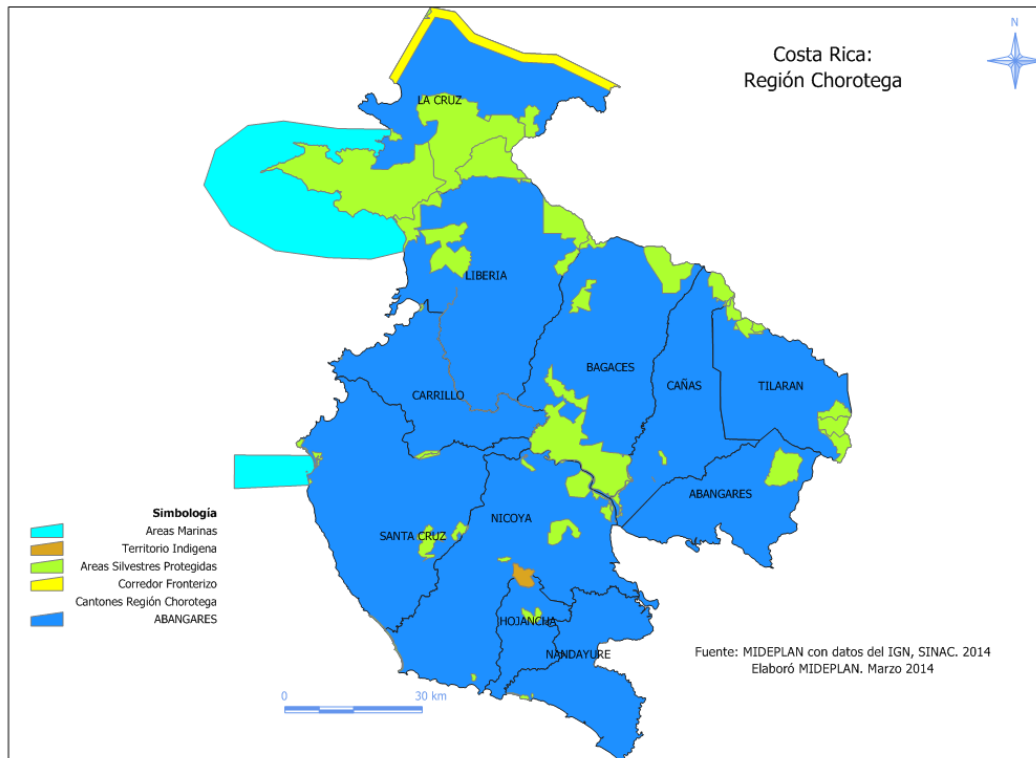 N
Costa Rica:
Región Chorotega
LA CRUZ
LIBERIA
BAGACES
CAÑAS
TILARAN
CARRILLO
ABANGARES
NICOYA
SANTA CRUZ
HOJANCHA
NANDAYURE
Simbología
Areas Marinas
Territorio Indigena
Areas Silvestres Protegidas
Corredor Fronterizo
Cantones Región Chorotega
ABANGARES
Fuente: MIDEPLAN con datos del IGN, SINAC. 2014
Elaboró MIDEPLAN. Marzo 2014
0 30 km